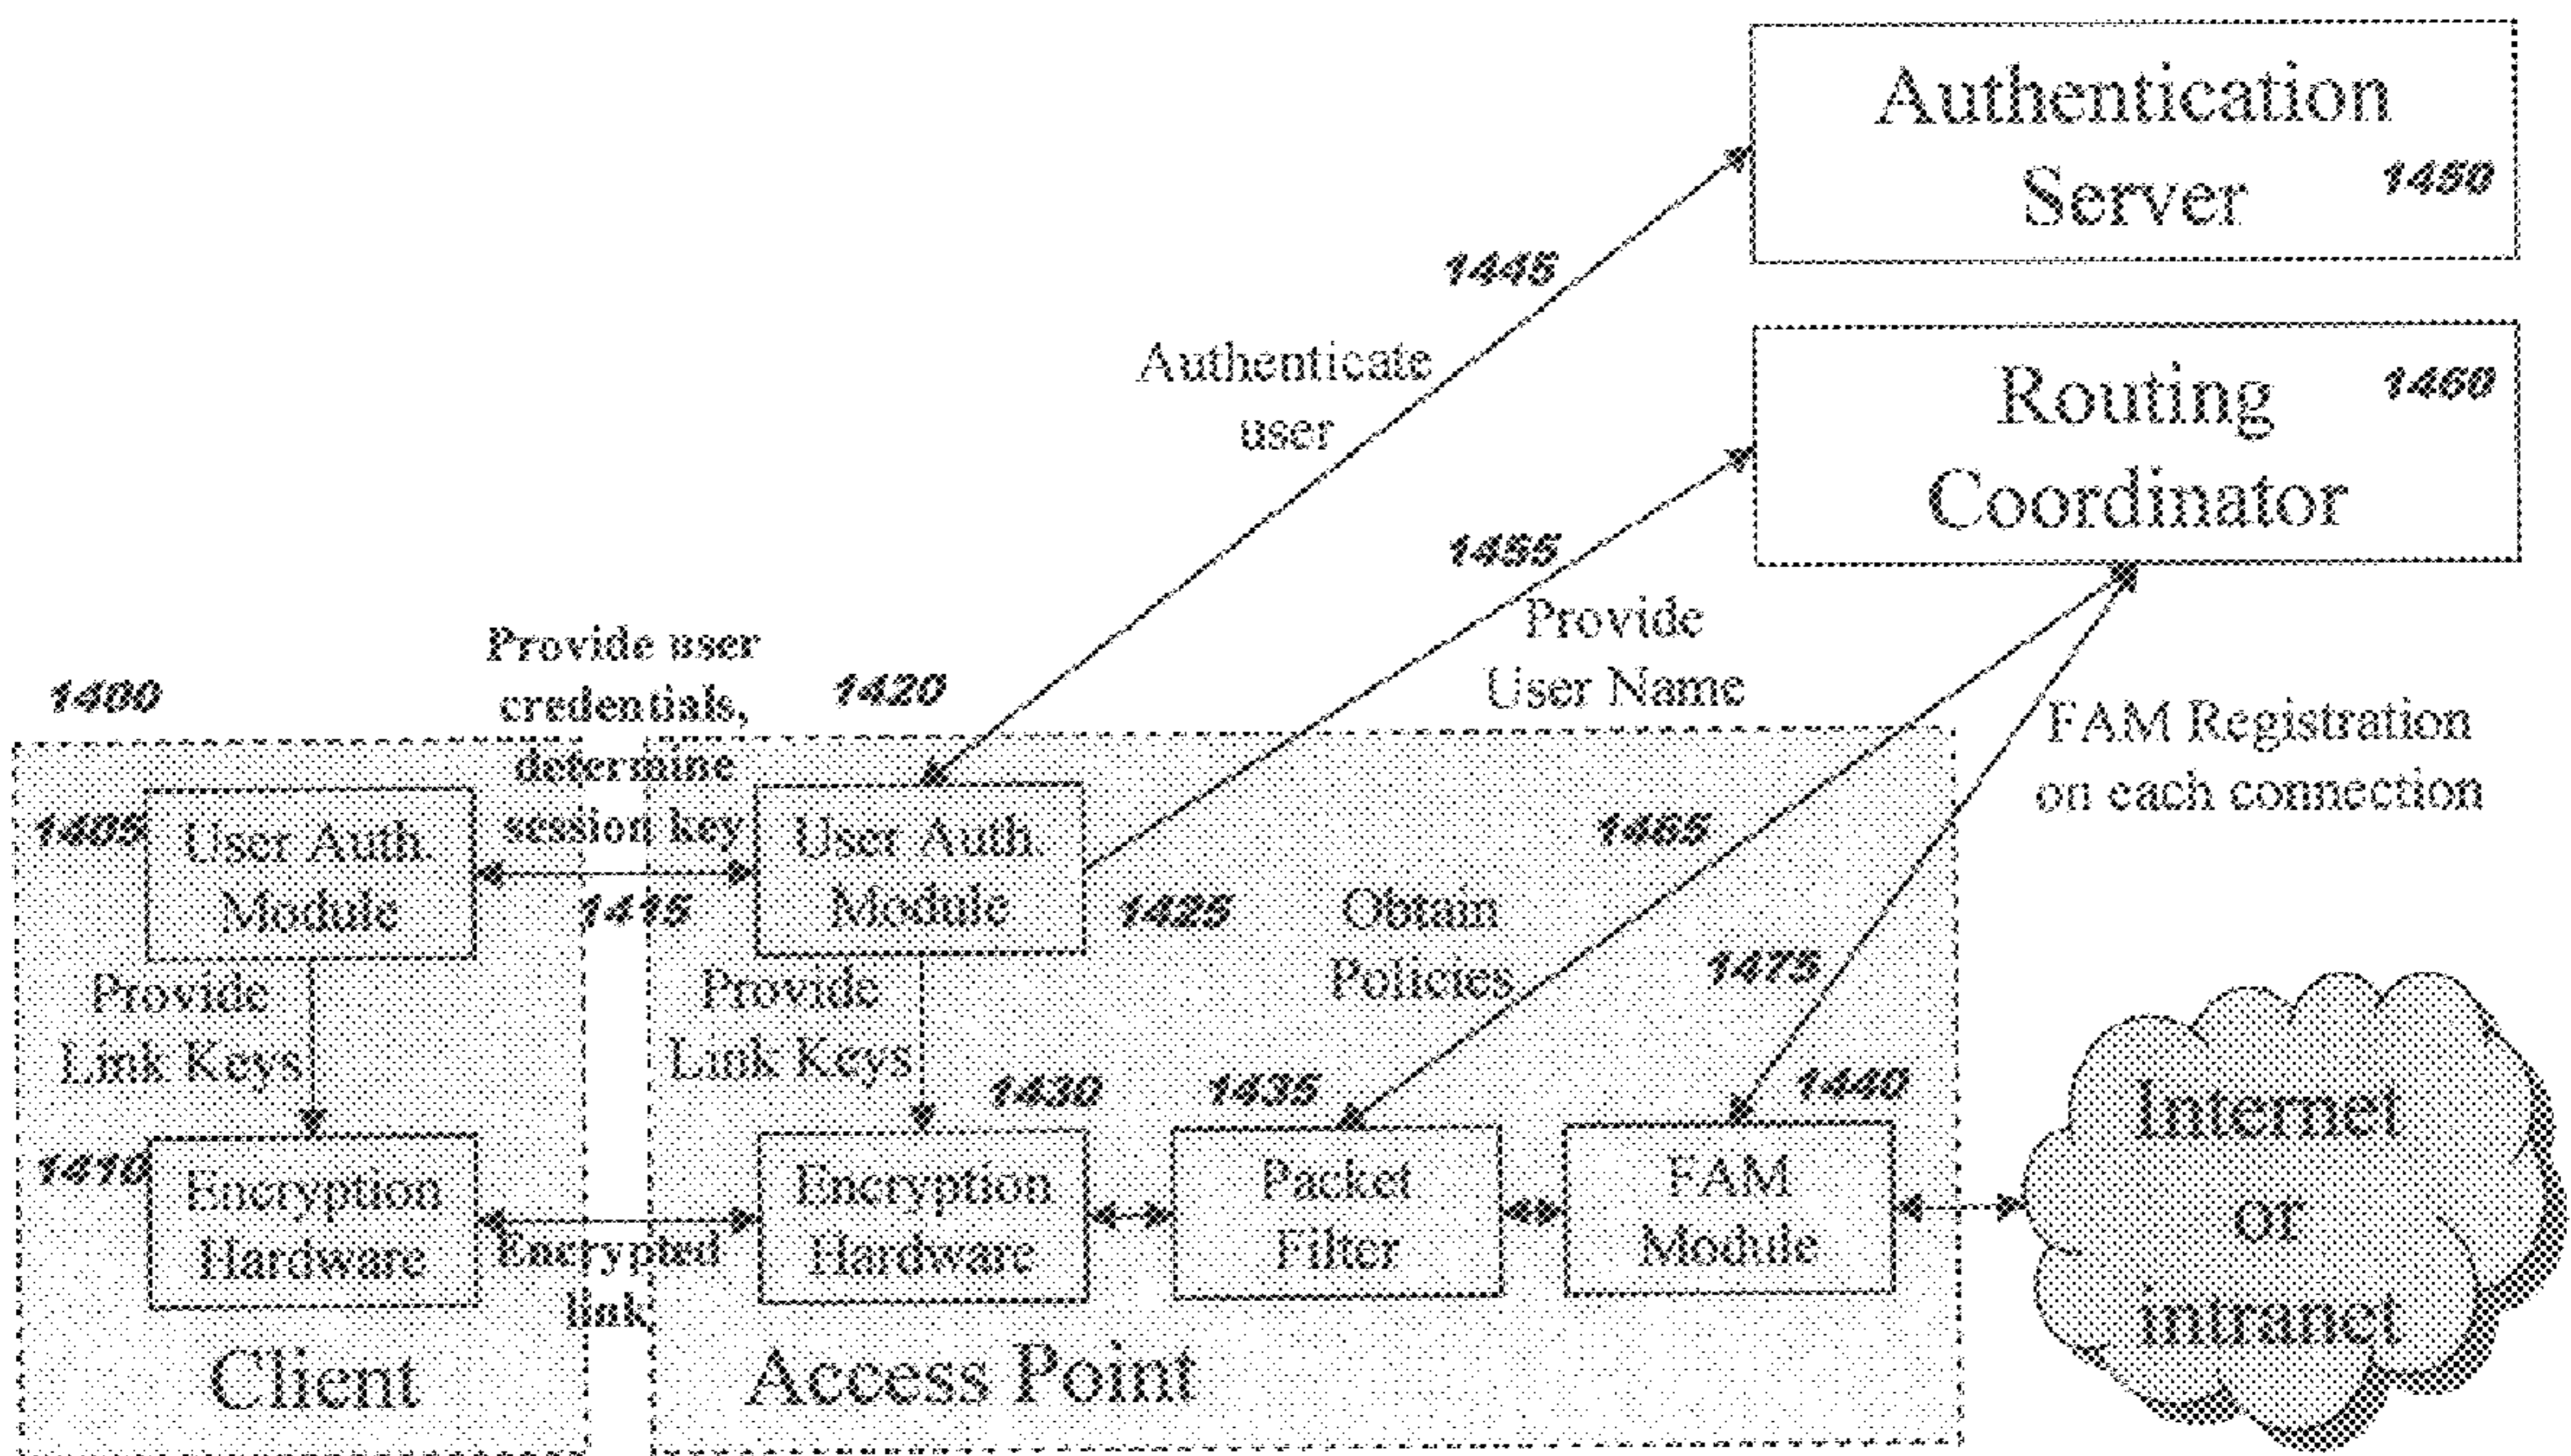 Authentication
Server
1450
1445
Authenticate
user
Routing
Coordinator
1460
1455
Provide
User Name
FAM Registration
on each connection
1400
Provide user
credentials,
determine
session key
1420
1405
User Auth.
Module
1415
User Auth.
Module
1425
1465
Obtain
Policies
1475
Provide
Link Keys
Provide
Link Keys
1430
1435
1440
1410
Encryption
Hardware
Encrypted
link
Encryption
Hardware
Packet
Filter
FAM
Module
Internet
or
intranet
Client
Access Point